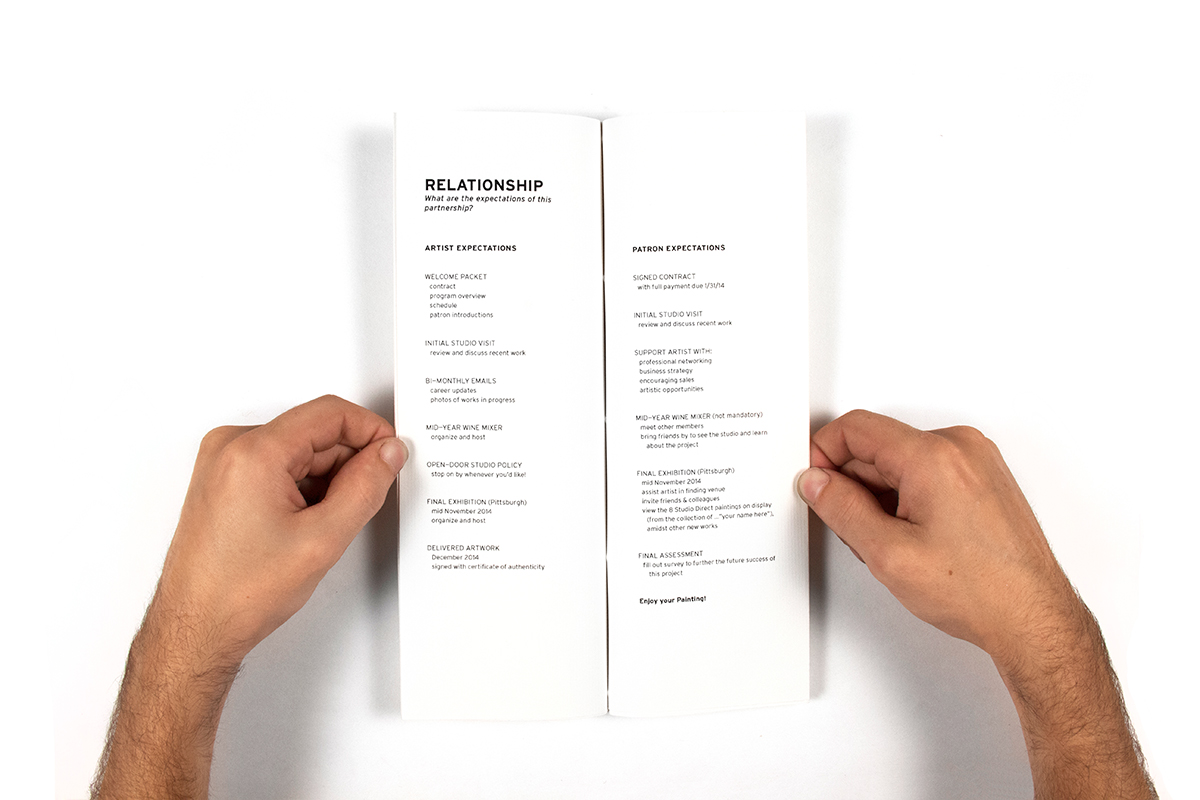 RELATIONSHIP
What are the expectations of this
partnership?
ARTIST EXPECTATIONS
WELCOME PACKET
contract
program overview
schedule
patron introductions
INITIAL STUDIO VISIT
review and discuss recent work
BI-MONTHLY EMAILS
career updates
photos of works in progress
MID-YEAR WINE MIXER
organize and host
OPEN-DOOR STUDIO POLICY
stop on by whenever you'd like!
FINAL EXHIBITION (Pittsburgh)
mid November 2014
organize and host
DELIVERED ARTWORK
December 2014
signed with certificate of authenticity
PATRON EXPECTATIONS
SIGNED CONTRACT
with full payment due 1/31/14
INITIAL STUDIO VISIT
review and discuss recent work
SUPPORT ARTIST WITH:
professional networking
business strategy
encouraging sales
artistic opportunities
MID-YEAR WINE MIXER (not mandatory)
meet other members
bring friends by to see the studio and learn
about the project
FINAL EXHIBITION (Pittsburgh)
mid November 2014
assist artist in finding venue
invite friends & colleagues
view the 8 Studio Direct paintings on display
(from the collection of ..."your name here"),
amidst other new works
FINAL ASSESSMENT
fill out survey to further the future success of
this project
Enjoy your Painting!